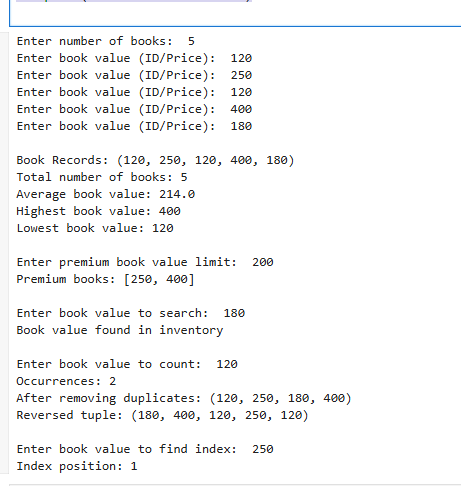 Enter number of books:  5
Enter book value (ID/Price):  120
Enter book value (ID/Price):  250
Enter book value (ID/Price):  120
Enter book value (ID/Price):  400
Enter book value (ID/Price):  180
Book Records: (120, 250, 120, 400, 180)
Total number of books: 5
Average book value: 214.0
Highest book value: 400
Lowest book value: 120
Enter premium book value limit:  200
Premium books: [250, 400]
Enter book value to search:  180
Book value found in inventory
Enter book value to count:  120
Occurrences: 2
After removing duplicates: (120, 250, 180, 400)
Reversed tuple: (180, 400, 120, 250, 120)
Enter book value to find index:  250
Index position: 1